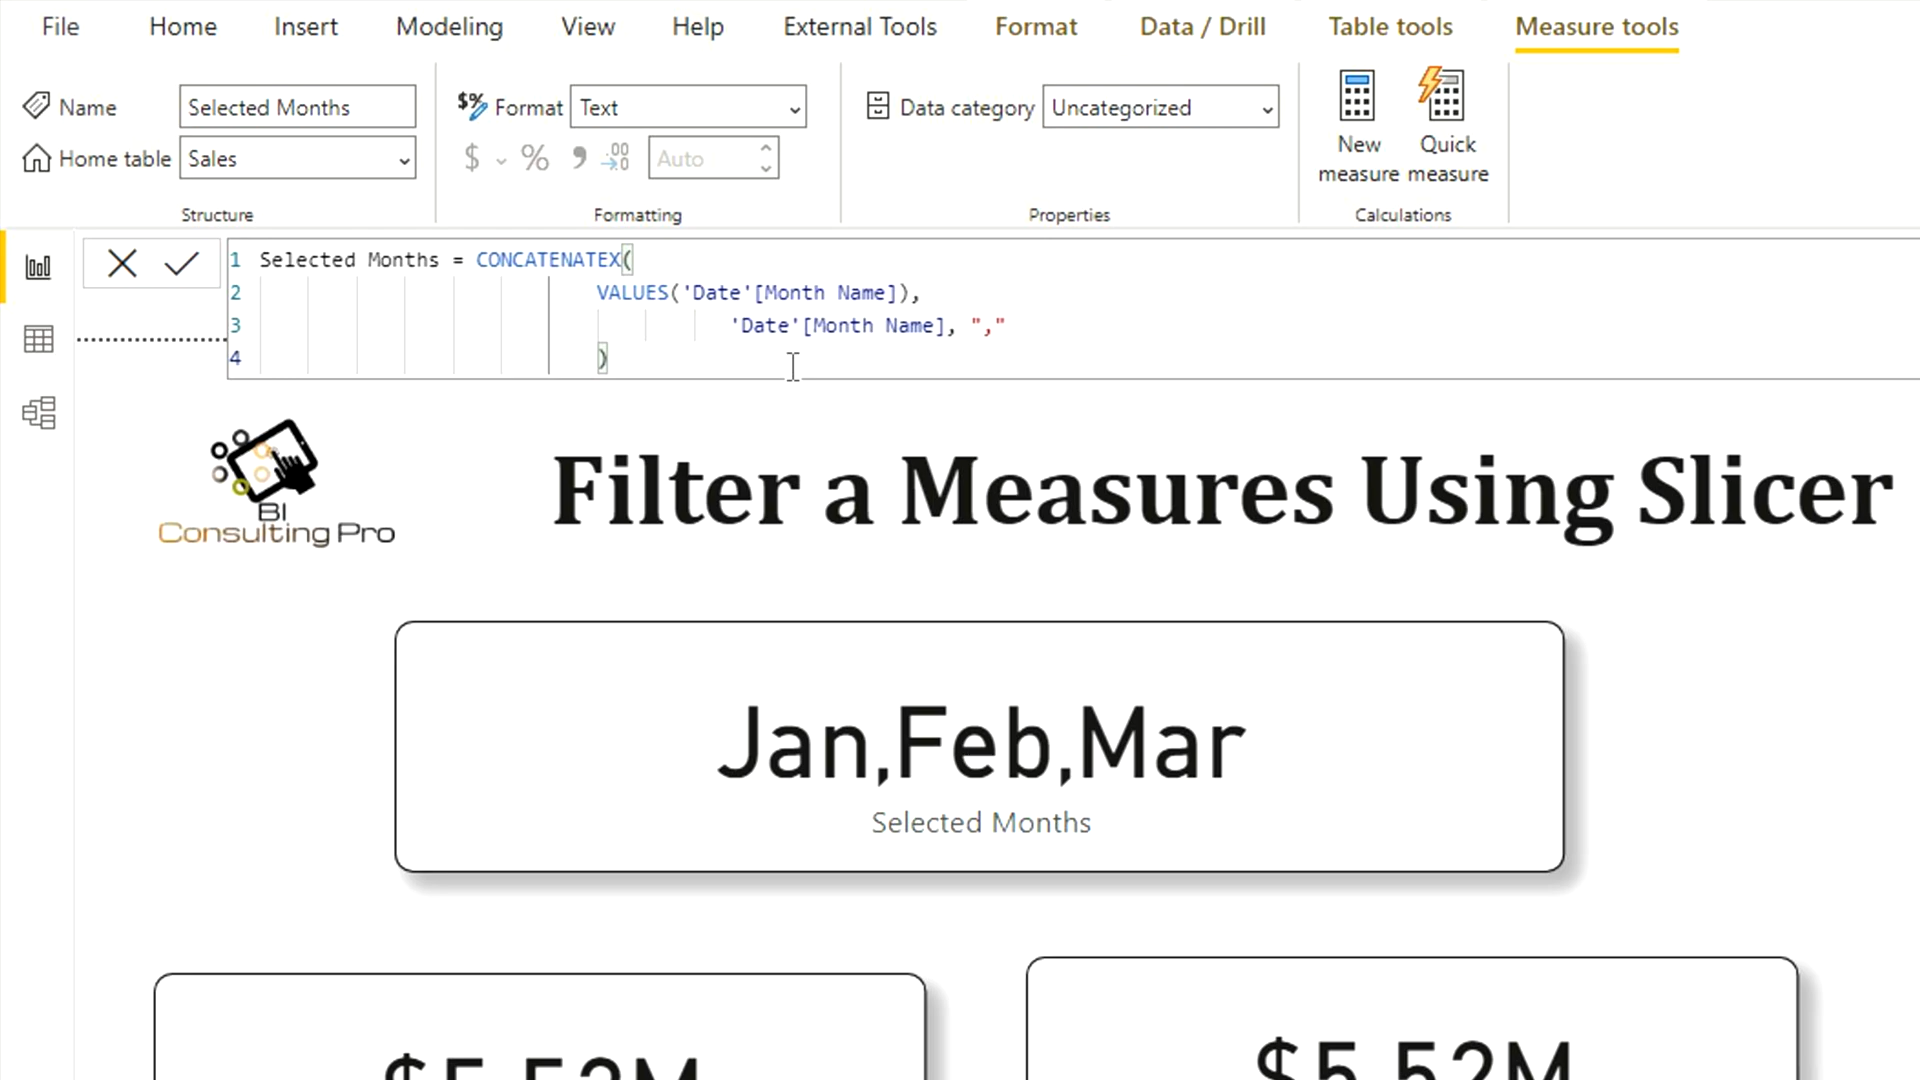 File Home Insert Modeling View Help External Tools Format Data / Drill Table tools Measure tools
Name Selected Months $% Format Text Data category Uncategorized
Home table Sales $ % , .00 →.0 Auto
New measure
Quick measure
Structure Formatting Properties Calculations
1 Selected Months = CONCATENATEX(
2 VALUES('Date'[Month Name]),
3 'Date'[Month Name], ","
4 )
BI
Consulting Pro
Filter a Measures Using Slicer
Jan,Feb,Mar
Selected Months